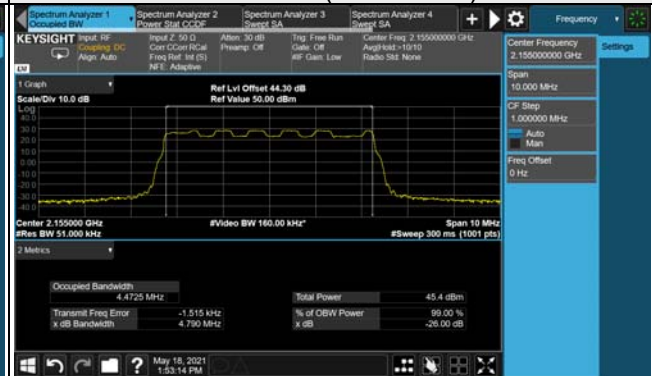 Spectrum Analyzer 1
Occupied BW
Spectrum Analyzer 2
Power Stat CCDF
Spectrum Analyzer 3
Swept SA
Spectrum Analyzer 4
Swept SA
Frequency
KEYSIGHT
Input: RF
Coupling: DC
Align: Auto
Input Z: 50 Ω
Corr CCorr RCal
Freq Ref: Int (S)
NFE: Adaptive
Atten: 30 dB
Preamp: Off
Trig: Free Run
Gate: Off
#IF Gain: Low
Center Freq: 2.155000000 GHz
Avg|Hold:>10/10
Radio Std: None
Center Frequency
2.155000000 GHz
Settings
Span
10.000 MHz
CF Step
1.000000 MHz
Auto
Man
Freq Offset
0 Hz
1 Graph
Scale/Div 10.0 dB
Ref Lvl Offset 44.30 dB
Ref Value 50.00 dBm
Log
40.0
30.0
20.0
10.0
0.00
-10.0
-20.0
-30.0
-40.0
Center 2.155000 GHz
#Res BW 51.000 kHz
#Video BW 160.00 kHz*
Span 10 MHz
#Sweep 300 ms (1001 pts)
2 Metrics
Occupied Bandwidth
4.4725 MHz
Total Power 45.4 dBm
Transmit Freq Error -1.515 kHz
% of OBW Power 99.00 %
x dB Bandwidth 4.790 MHz
x dB -26.00 dB
May 18, 2021
1:53:14 PM